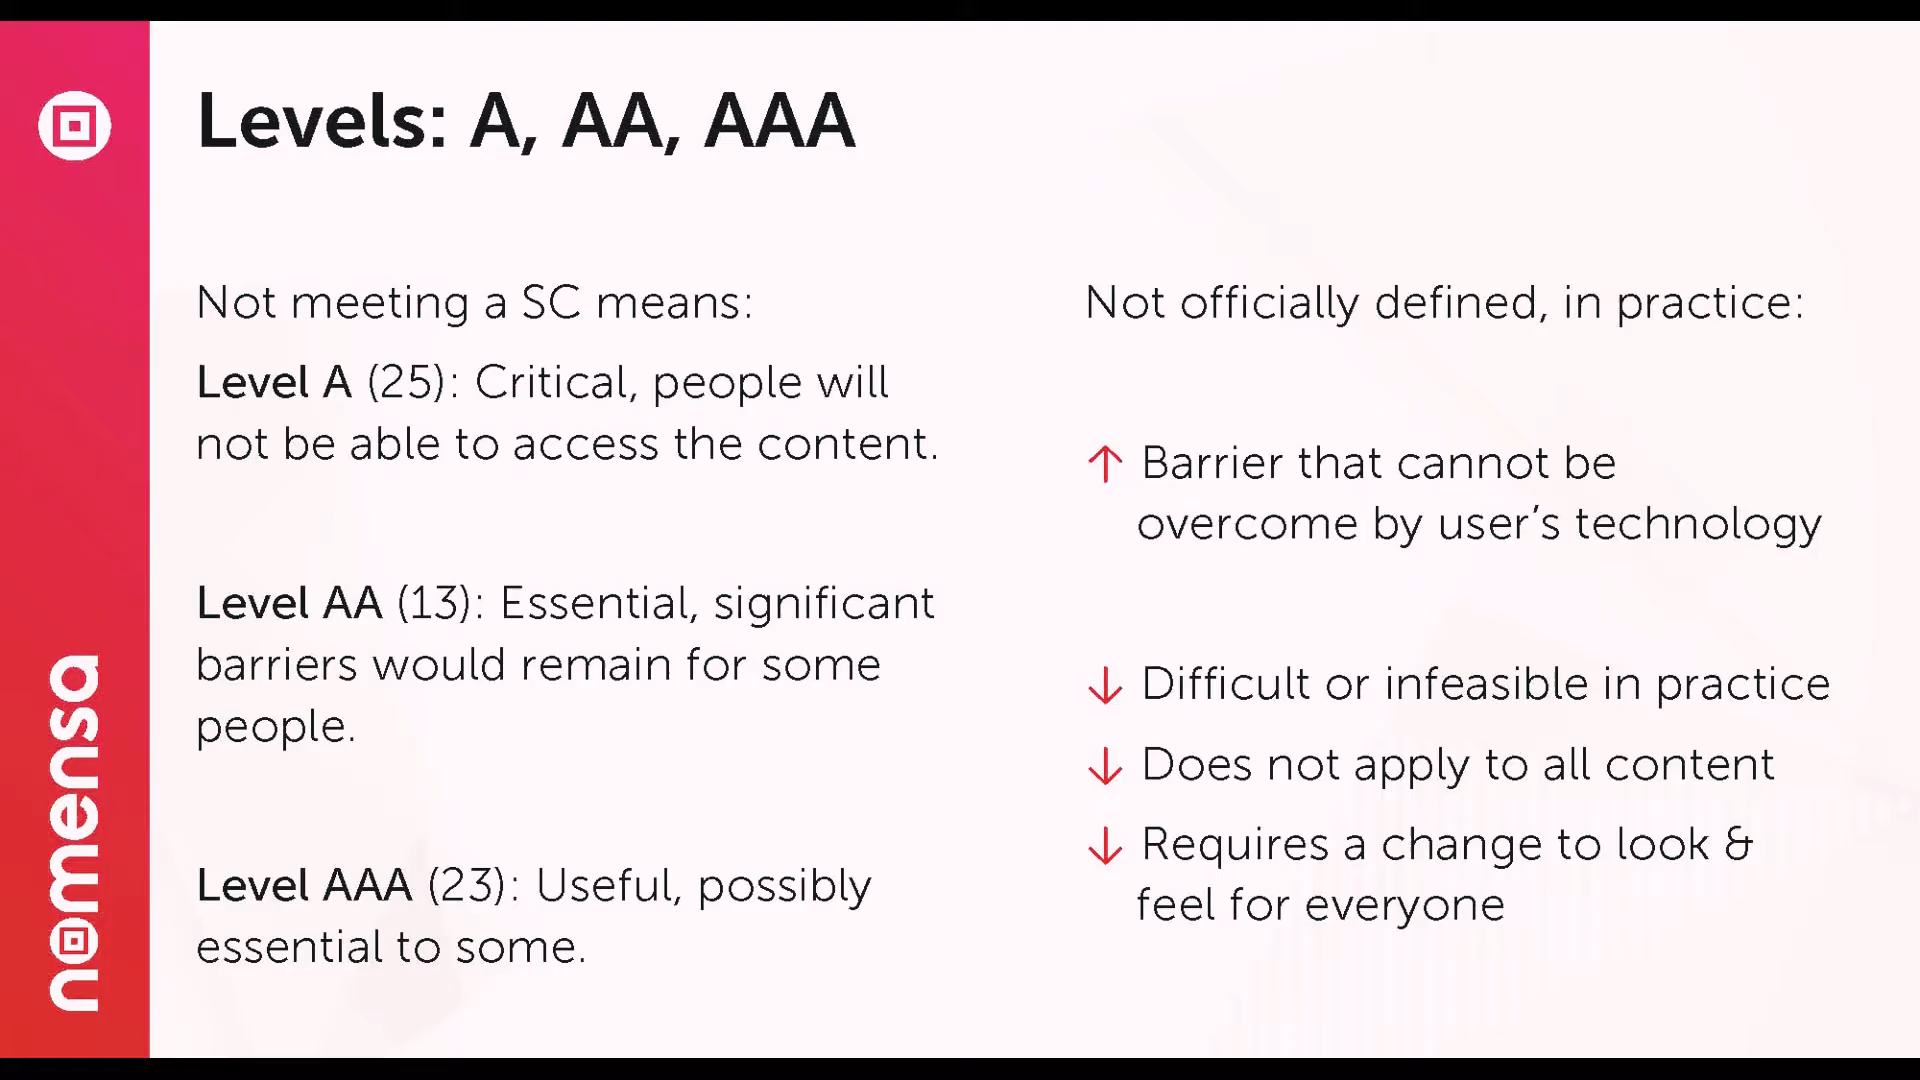 Levels: A, AA, AAA
Not meeting a SC means:
Level A (25): Critical, people will
not be able to access the content.
Level AA (13): Essential, significant
barriers would remain for some
people.
Level AAA (23): Useful, possibly
essential to some.
Not officially defined, in practice:
↑ Barrier that cannot be
overcome by user’s technology
↓ Difficult or infeasible in practice
↓ Does not apply to all content
↓ Requires a change to look &
feel for everyone
nomensa